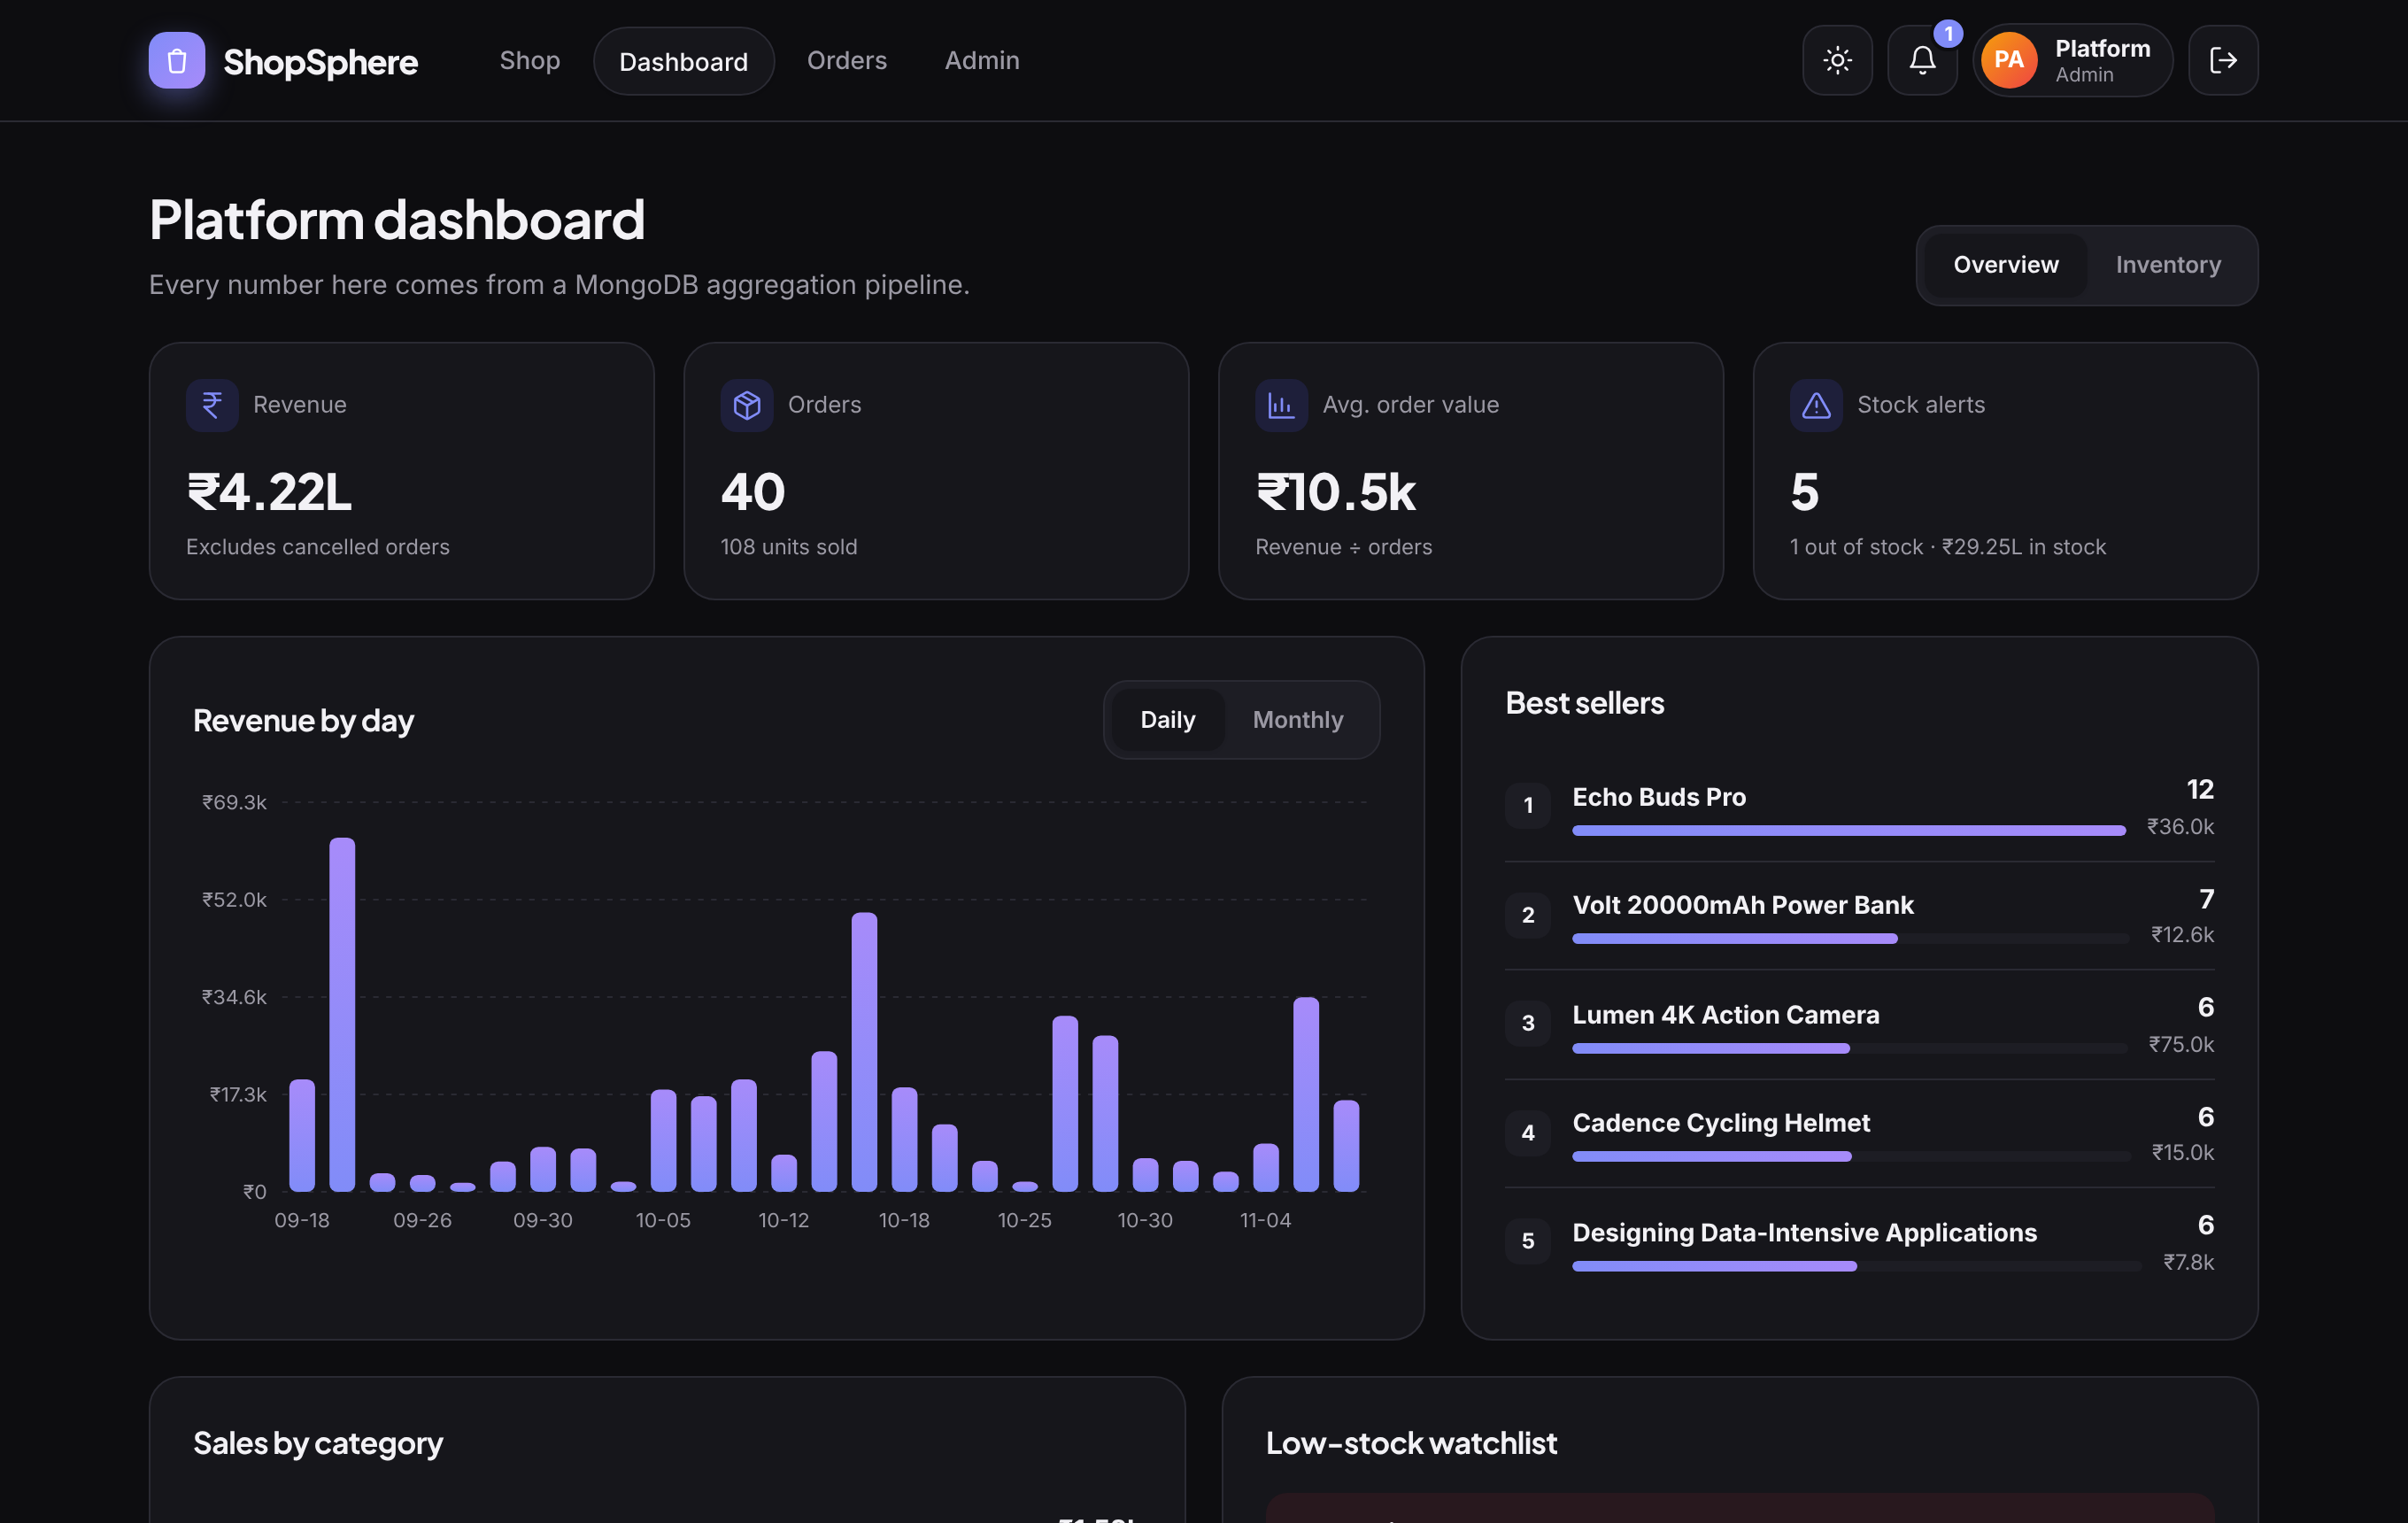 ShopSphere
Shop
Dashboard
Orders
Admin
1
PA
Platform
Admin
Platform dashboard
Every number here comes from a MongoDB aggregation pipeline.
Overview
Inventory
Revenue
₹4.22L
Excludes cancelled orders
Orders
40
108 units sold
Avg. order value
₹10.5k
Revenue ÷ orders
Stock alerts
5
1 out of stock · ₹29.25L in stock
Revenue by day
Daily
Monthly
₹69.3k
₹52.0k
₹34.6k
₹17.3k
₹0
09-18
09-26
09-30
10-05
10-12
10-18
10-25
10-30
11-04
Best sellers
1
Echo Buds Pro
12
₹36.0k
2
Volt 20000mAh Power Bank
7
₹12.6k
3
Lumen 4K Action Camera
6
₹75.0k
4
Cadence Cycling Helmet
6
₹15.0k
5
Designing Data-Intensive Applications
6
₹7.8k
Sales by category
Low-stock watchlist